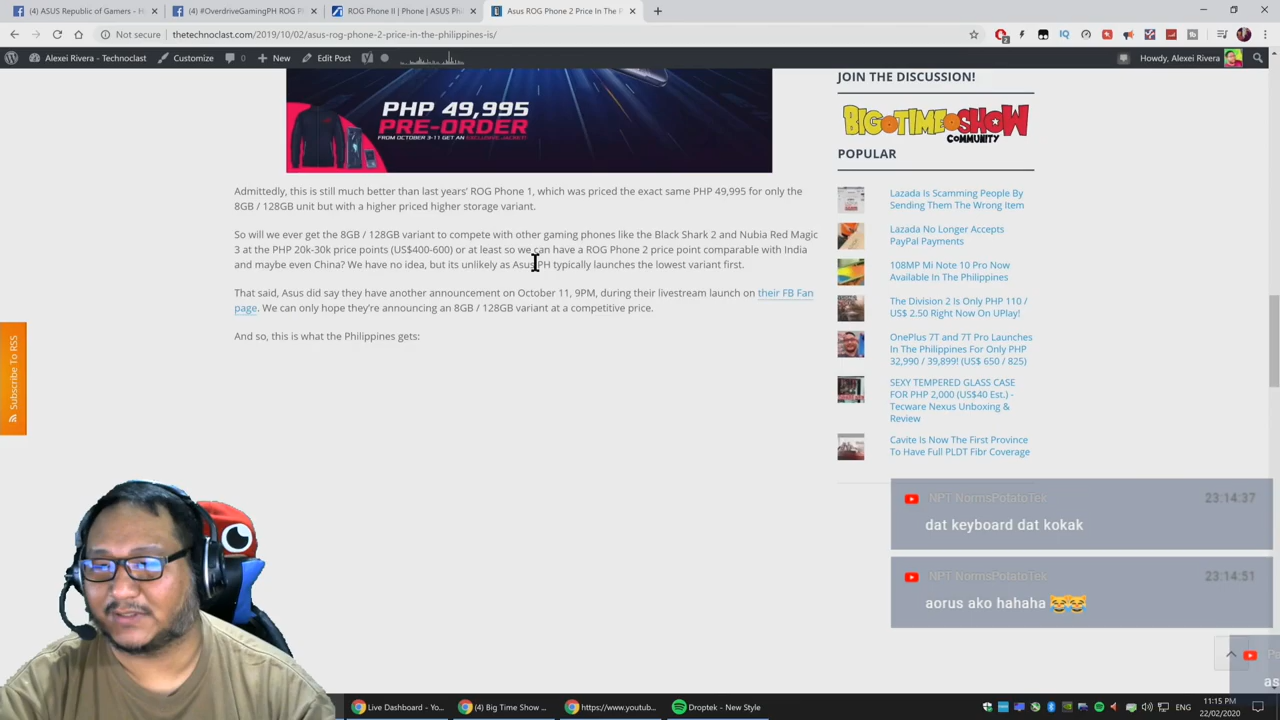 (4) ASUS Republic of Gamers - H
(4) #OverdriveGamingPH ROG Ph
RoG Phone II | Phone | ASUS Phi
Asus ROG Phone 2 Price In The P
Not secure | thetechnoclast.com/2019/10/02/asus-rog-phone-2-price-in-the-philippines-is/
Alexei Rivera – Technoclast
Customize
0
New
Edit Post
Howdy, Alexei Rivera
PHP 49,995
PRE-ORDER
FROM OCTOBER 3-11 GET AN EXCLUSIVE JACKET!
Admittedly, this is still much better than last years' ROG Phone 1, which was priced the exact same PHP 49,995 for only the
8GB / 128GB unit but with a higher priced higher storage variant.
So will we ever get the 8GB / 128GB variant to compete with other gaming phones like the Black Shark 2 and Nubia Red Magic
3 at the PHP 20k-30k price points (US$400-600) or at least so we can have a ROG Phone 2 price point comparable with India
and maybe even China? We have no idea, but its unlikely as Asus PH typically launches the lowest variant first.
That said, Asus did say they have another announcement on October 11, 9PM, during their livestream launch on their FB Fan
page. We can only hope they're announcing an 8GB / 128GB variant at a competitive price.
And so, this is what the Philippines gets:
Subscribe To RSS
JOIN THE DISCUSSION!
BIG TIME SHOW
COMMUNITY
POPULAR
Lazada Is Scamming People By
Sending Them The Wrong Item
Lazada No Longer Accepts
PayPal Payments
108MP Mi Note 10 Pro Now
Available In The Philippines
The Division 2 Is Only PHP 110 /
US$ 2.50 Right Now On UPlay!
OnePlus 7T and 7T Pro Launches
In The Philippines For Only PHP
32,990 / 39,899! (US$ 650 / 825)
SEXY TEMPERED GLASS CASE
FOR PHP 2,000 (US$40 Est.) -
Tecware Nexus Unboxing &
Review
Cavite Is Now The First Province
To Have Full PLDT Fibr Coverage
NPT NormsPotatoTek 23:14:37
dat keyboard dat kokak
NPT NormsPotatoTek 23:14:51
aorus ako hahaha
as
Live Dashboard - Yo...
(4) Big Time Show ...
https://www.youtub...
Droptek - New Style
ENG
11:15 PM
22/02/2020